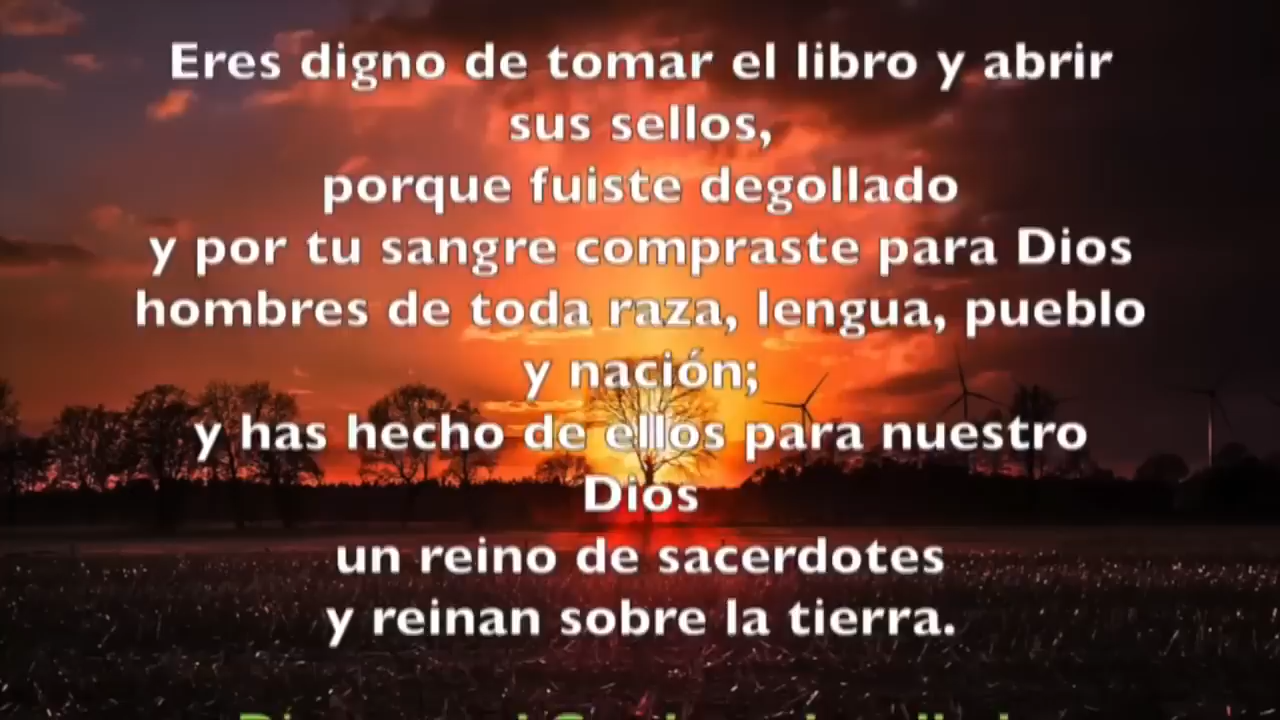 Eres digno de tomar el libro y abrir
sus sellos,
porque fuiste degollado
y por tu sangre compraste para Dios
hombres de toda raza, lengua, pueblo
y nación;
y has hecho de ellos para nuestro
Dios
un reino de sacerdotes
y reinan sobre la tierra.